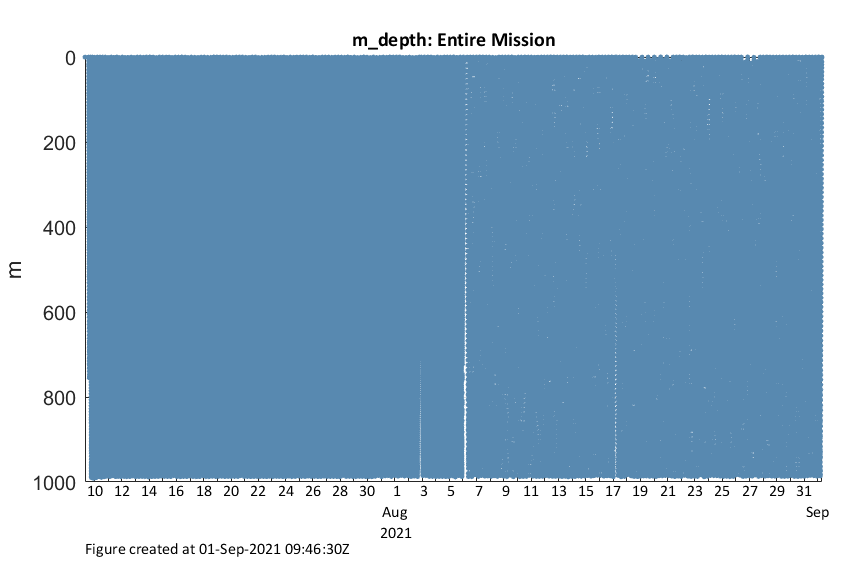 m_depth: Entire Mission
0
200
400
600
800
1000
m
10 12 14 16 18 20 22 24 26 28 30 1 3 5 7 9 11 13 15 17 19 21 23 25 27 29 31
Aug Sep
2021
Figure created at 01-Sep-2021 09:46:30Z